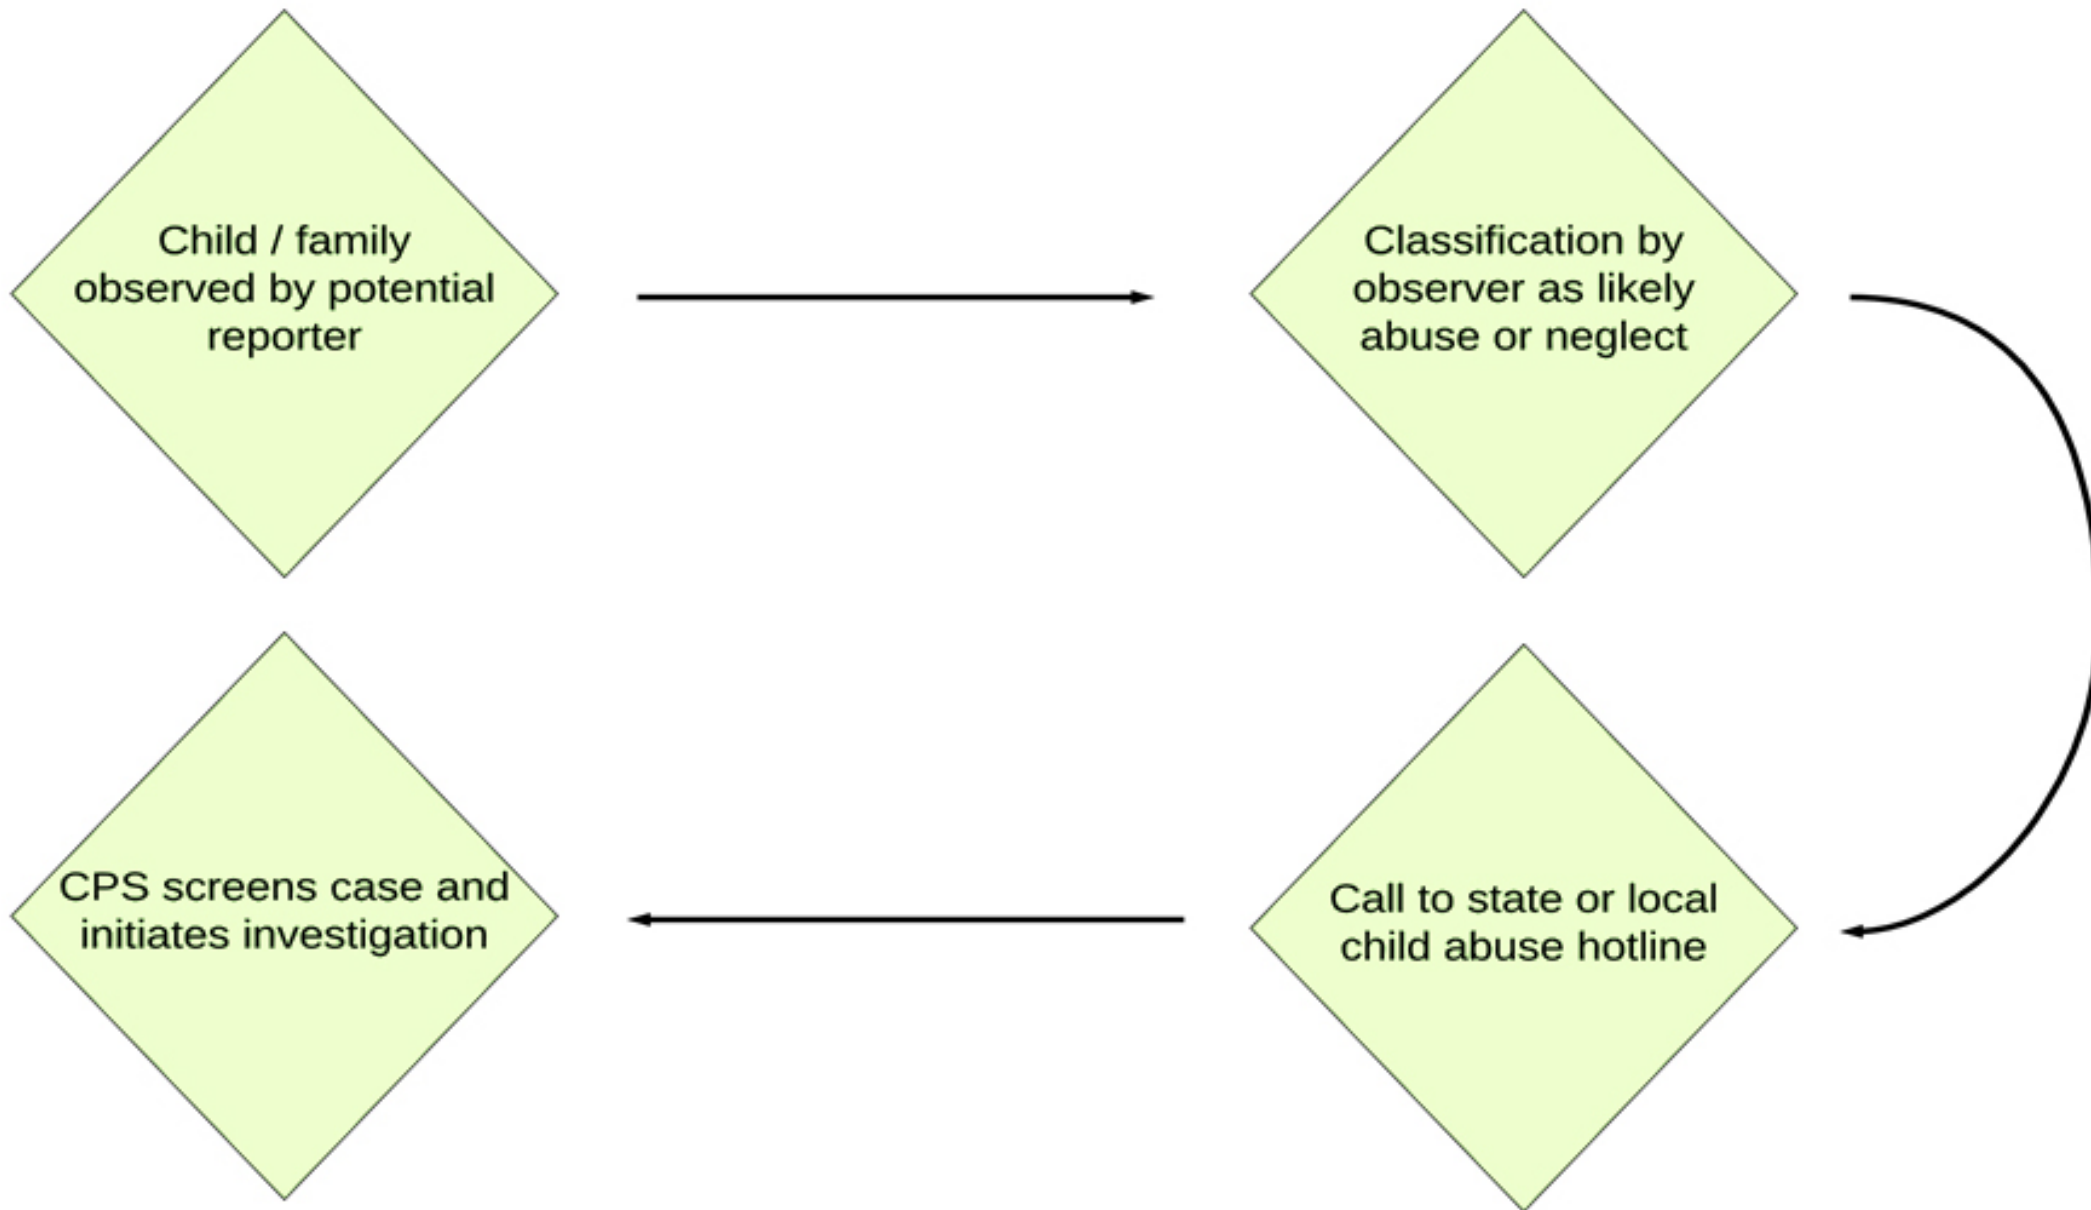 Child / family
observed by potential
reporter
Classification by
observer as likely
abuse or neglect
CPS screens case and
initiates investigation
Call to state or local
child abuse hotline